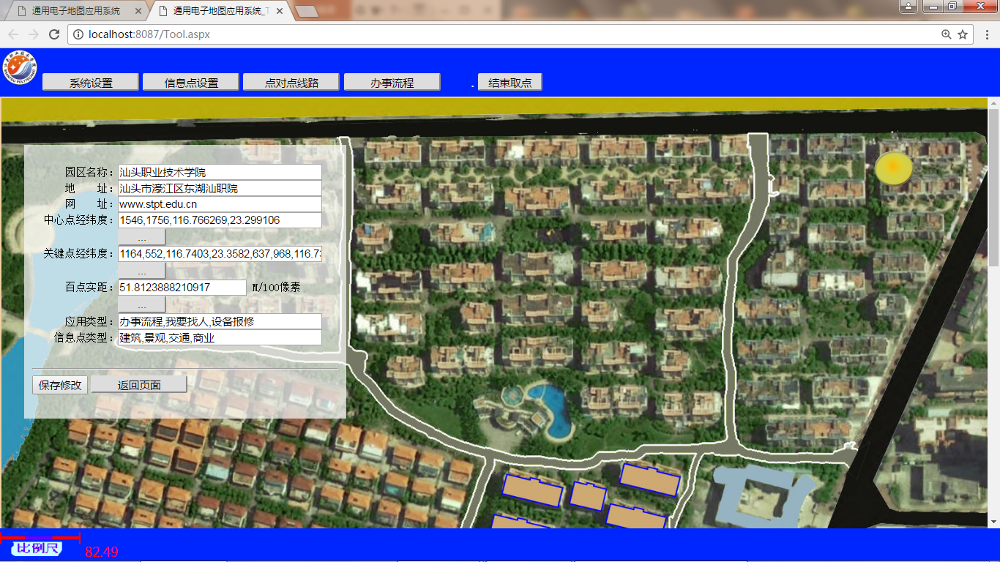 通用电子地图应用系统
通用电子地图应用系统_T
localhost:8087/Tool.aspx
系统设置 信息点设置 点对点线路 办事流程 . 结束取点
园区名称： 汕头职业技术学院
地 址： 汕头市濠江区东湖汕职院
网 址： www.stpt.edu.cn
中心点经纬度： 1546,1756,116.766269,23.299106
...
关键点经纬度： 1164,552,116.7403,23.3582,637,968,116.73
...
百点实距： 51.8123888210917 M/100像素
...
应用类型： 办事流程,我要找人,设备报修
信息点类型： 建筑,景观,交通,商业
保存修改 返回页面
比例尺 82.49